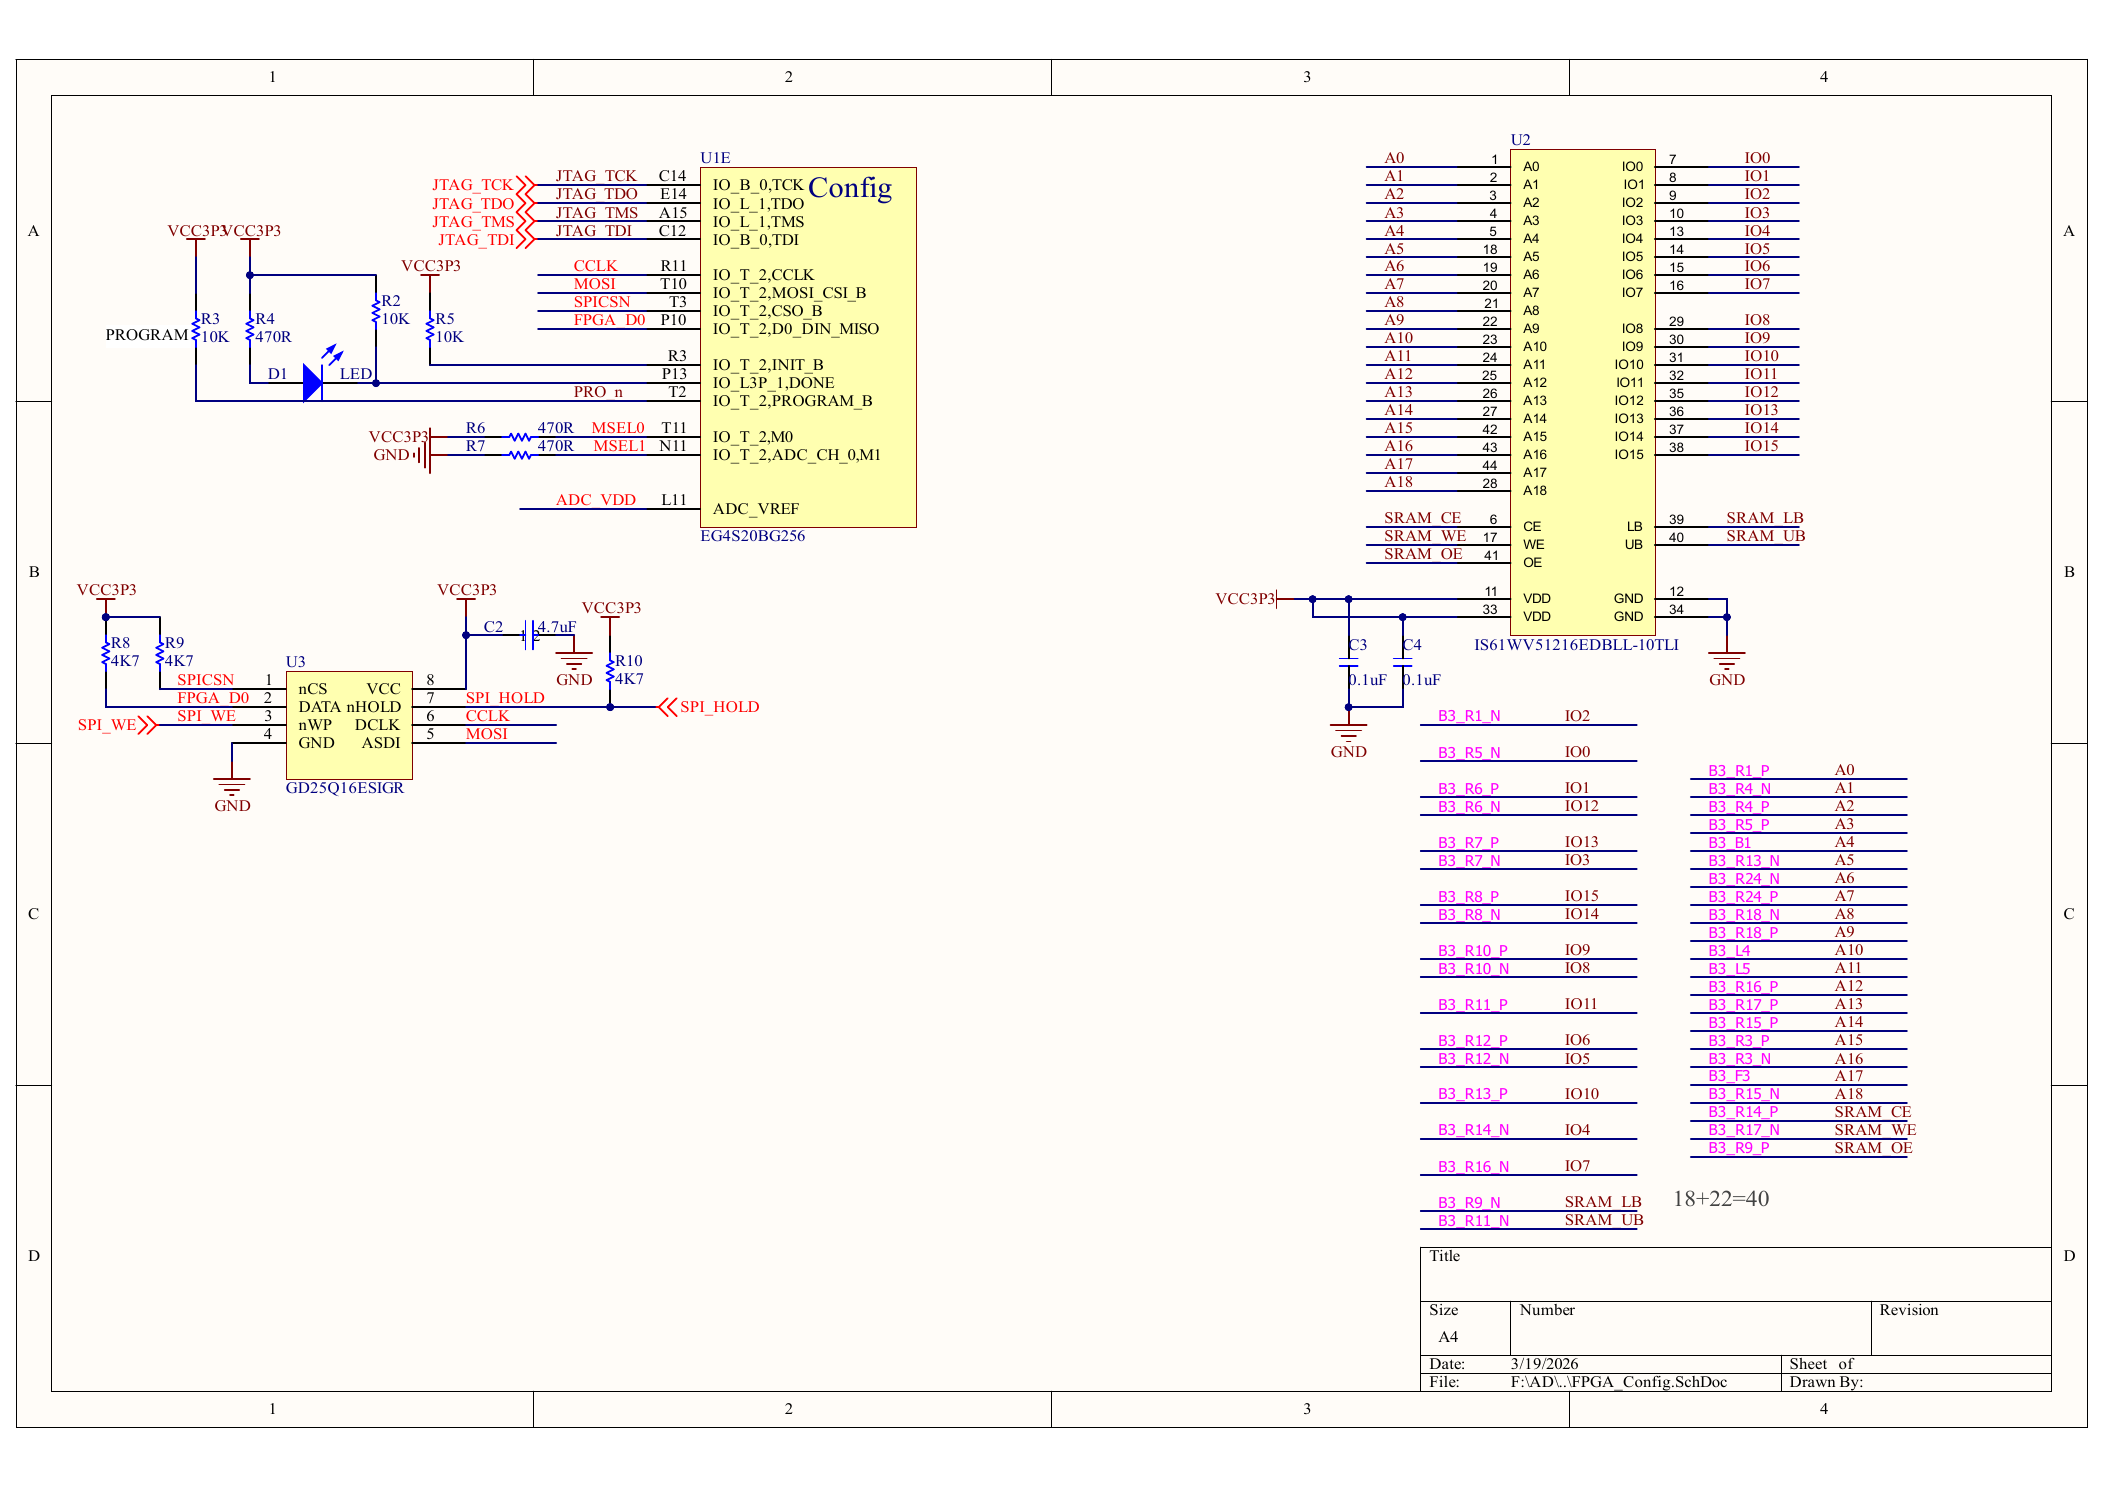 1 2 3 4
A A
B B
C C
D D
U1E
Config
JTAG_TCK JTAG_TCK C14 IO_B_0,TCK
JTAG_TDO JTAG_TDO E14 IO_L_1,TDO
JTAG_TMS JTAG_TMS A15 IO_L_1,TMS
JTAG_TDI JTAG_TDI C12 IO_B_0,TDI
CCLK R11 IO_T_2,CCLK
MOSI T10 IO_T_2,MOSI_CSI_B
SPICSN T3 IO_T_2,CSO_B
FPGA_D0 P10 IO_T_2,D0_DIN_MISO
R3 IO_T_2,INIT_B
P13 IO_L3P_1,DONE
PRO_n T2 IO_T_2,PROGRAM_B
MSEL0 T11 IO_T_2,M0
MSEL1 N11 IO_T_2,ADC_CH_0,M1
ADC_VDD L11 ADC_VREF
EG4S20BG256
VCC3P3 VCC3P3
VCC3P3
R2
10K
R3
10K
R4
470R
R5
10K
PROGRAM
D1 LED
VCC3P3 R6 470R
GND R7 470R
VCC3P3
R8
4K7
R9
4K7
VCC3P3
C2 4.7uF
1 2
GND
VCC3P3
R10
4K7
U3
SPICSN 1 nCS VCC 8
FPGA_D0 2 DATA nHOLD 7 SPI_HOLD SPI_HOLD
SPI_WE SPI_WE 3 nWP DCLK 6 CCLK
4 GND ASDI 5 MOSI
GD25Q16ESIGR
GND
U2
A0 1 A0 IO0 7 IO0
A1 2 A1 IO1 8 IO1
A2 3 A2 IO2 9 IO2
A3 4 A3 IO3 10 IO3
A4 5 A4 IO4 13 IO4
A5 18 A5 IO5 14 IO5
A6 19 A6 IO6 15 IO6
A7 20 A7 IO7 16 IO7
A8 21 A8
A9 22 A9 IO8 29 IO8
A10 23 A10 IO9 30 IO9
A11 24 A11 IO10 31 IO10
A12 25 A12 IO11 32 IO11
A13 26 A13 IO12 35 IO12
A14 27 A14 IO13 36 IO13
A15 42 A15 IO14 37 IO14
A16 43 A16 IO15 38 IO15
A17 44 A17
A18 28 A18
SRAM_CE 6 CE LB 39 SRAM_LB
SRAM_WE 17 WE UB 40 SRAM_UB
SRAM_OE 41 OE
VCC3P3 11 VDD GND 12
33 VDD GND 34
IS61WV51216EDBLL-10TLI
C3
0.1uF
C4
0.1uF
GND
GND
B3_R1_N IO2
B3_R5_N IO0
B3_R6_P IO1
B3_R6_N IO12
B3_R7_P IO13
B3_R7_N IO3
B3_R8_P IO15
B3_R8_N IO14
B3_R10_P IO9
B3_R10_N IO8
B3_R11_P IO11
B3_R12_P IO6
B3_R12_N IO5
B3_R13_P IO10
B3_R14_N IO4
B3_R16_N IO7
B3_R9_N SRAM_LB
B3_R11_N SRAM_UB
B3_R1_P A0
B3_R4_N A1
B3_R4_P A2
B3_R5_P A3
B3_B1 A4
B3_R13_N A5
B3_R24_N A6
B3_R24_P A7
B3_R18_N A8
B3_R18_P A9
B3_L4 A10
B3_L5 A11
B3_R16_P A12
B3_R17_P A13
B3_R15_P A14
B3_R3_P A15
B3_R3_N A16
B3_F3 A17
B3_R15_N A18
B3_R14_P SRAM_CE
B3_R17_N SRAM_WE
B3_R9_P SRAM_OE
18+22=40
Title
Size Number Revision
A4
Date: 3/19/2026 Sheet of
File: F:\AD\..\FPGA_Config.SchDoc Drawn By:
1 2 3 4